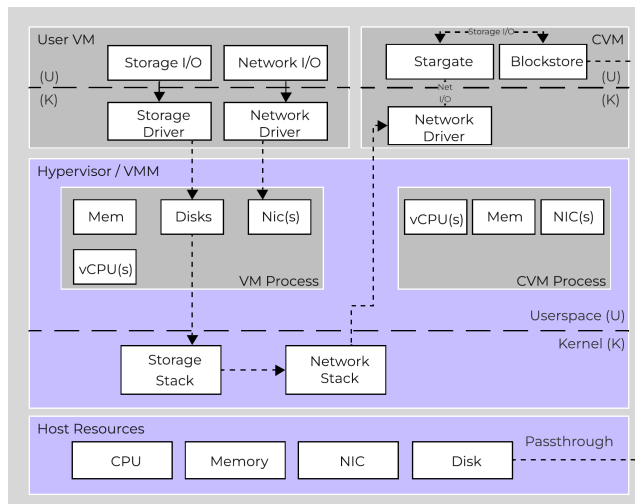 User VM
Storage I/O
Network I/O
(U)
(K)
Storage
Driver
Network
Driver
Storage I/O
CVM
Stargate
Blockstore
(U)
Net
I/O
(K)
Network
Driver
Hypervisor / VMM
Mem
Disks
Nic(s)
vCPU(s)
VM Process
vCPU(s)
Mem
NIC(s)
CVM Process
Userspace (U)
Kernel (K)
Storage
Stack
Network
Stack
Host Resources
Passthrough
CPU
Memory
NIC
Disk